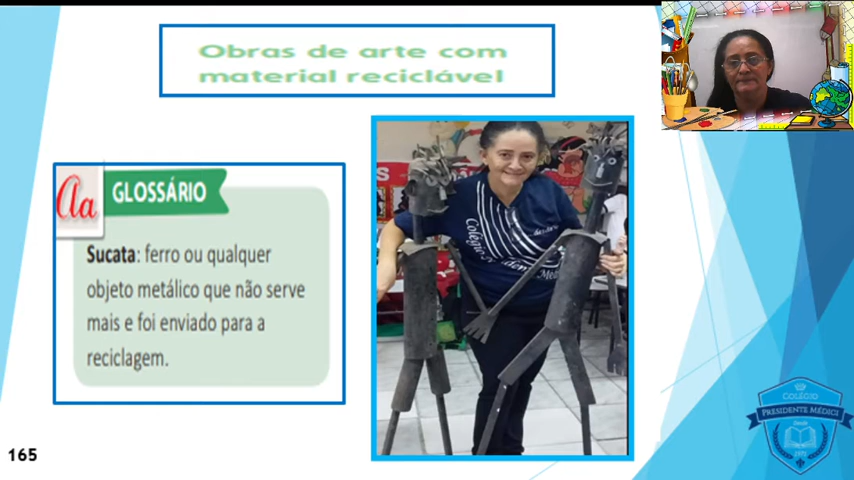 Obras de arte com
material reciclável
Aa
GLOSSÁRIO
Sucata: ferro ou qualquer
objeto metálico que não serve
mais e foi enviado para a
reciclagem.
Colégio
165
COLÉGIO
PRESIDENTE MÉDICI